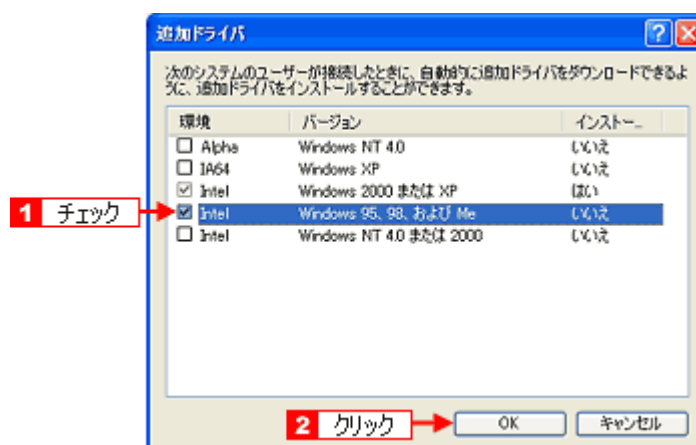 追加ドライバ
次のシステムのユーザーが接続したときに、自動的に追加ドライバをダウンロードできるよ
うに、追加ドライバをインストールすることができます。
環境 バージョン インストー...
Alpha Windows NT 4.0 いいえ
IA64 Windows XP いいえ
Intel Windows 2000 または XP はい
1 チェック Intel Windows 95、98、および Me いいえ
Intel Windows NT 4.0 または 2000 いいえ
2 クリック OK キャンセル